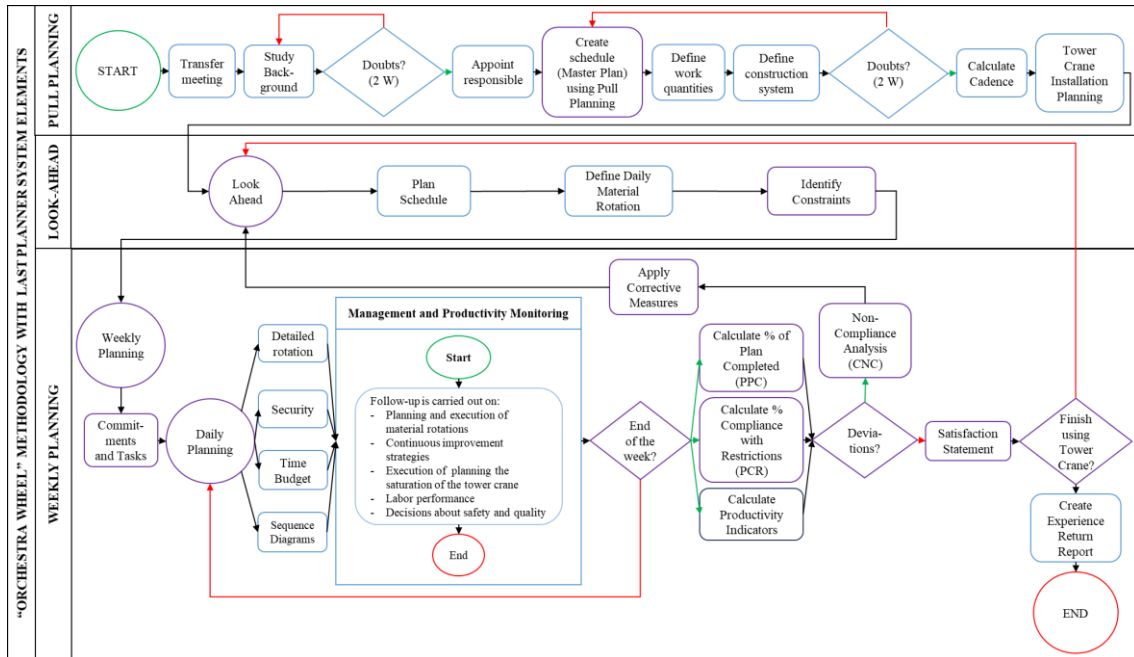 "ORCHESTRA WHEEL" METHODOLOGY WITH LAST PLANNER SYSTEM ELEMENTS
PULL PLANNING
START
Transfer
meeting
Study
Back-
ground
Doubts?
(2 W)
Appoint
responsible
Create
schedule
(Master Plan)
using Pull
Planning
Define
work
quantities
Define
construction
system
Doubts?
(2 W)
Calculate
Cadence
Tower
Crane
Installation
Planning
LOOK-AHEAD
Look
Ahead
Plan
Schedule
Define Daily
Material
Rotation
Identify
Constraints
WEEKLY PLANNING
Weekly
Planning
Commit-
ments
and Tasks
Daily
Planning
Detailed
rotation
Security
Time
Budget
Sequence
Diagrams
Management and Productivity Monitoring
Start
Follow-up is carried out on:
- Planning and execution of
material rotations
- Continuous improvement
strategies
- Execution of planning the
saturation of the tower crane
- Labor performance
- Decisions about safety and quality
End
End of
the
week?
Apply
Corrective
Measures
Calculate % of
Plan
Completed
(PPC)
Calculate %
Compliance
with
Restrictions
(PCR)
Calculate
Productivity
Indicators
Non-
Compliance
Analysis
(CNC)
Devia-
tions?
Satisfaction
Statement
Finish
using
Tower
Crane?
Create
Experience
Return
Report
END